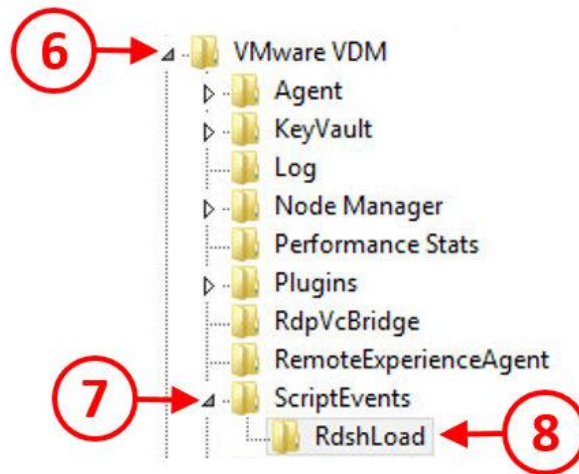 6 VMware VDM
Agent
KeyVault
Log
Node Manager
Performance Stats
Plugins
RdpVcBridge
RemoteExperienceAgent
7 ScriptEvents
RdshLoad 8